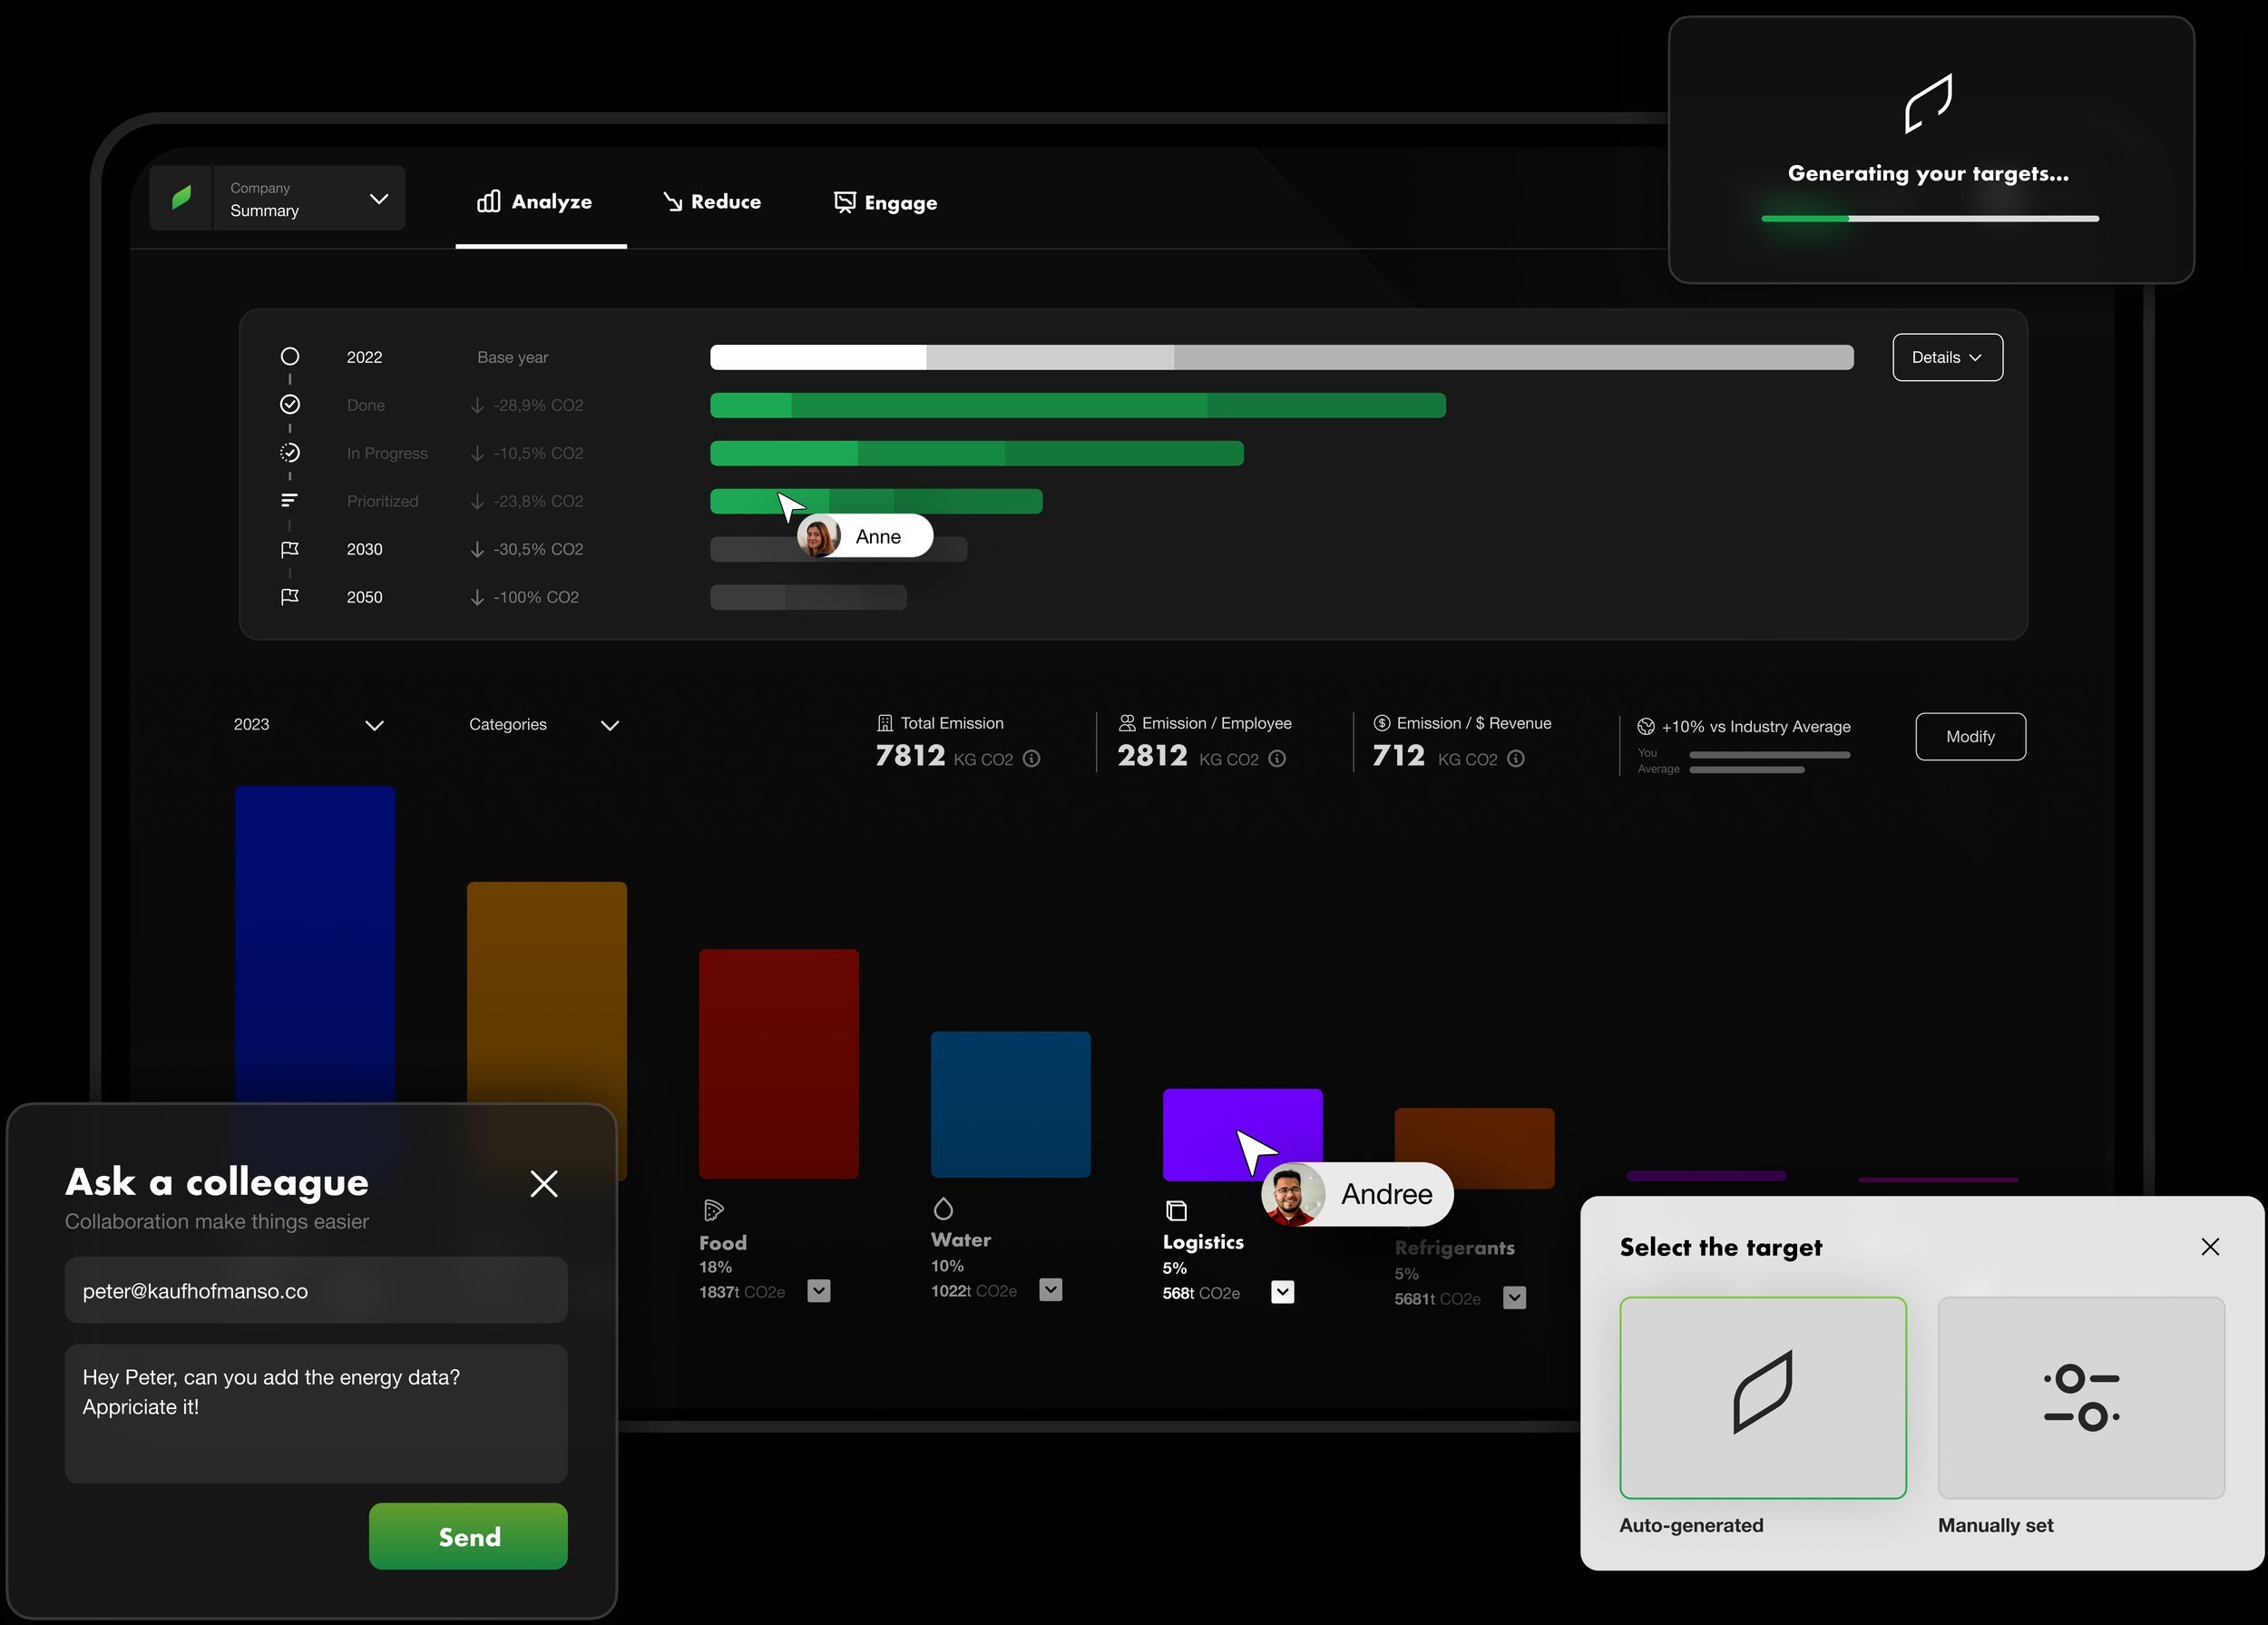 Generating your targets...
Company
Summary
Analyze
Reduce
Engage
2022 Base year
Details
Done -28,9% CO2
In Progress -10,5% CO2
Prioritized -23,8% CO2
Anne
2030 -30,5% CO2
2050 -100% CO2
2023
Categories
Total Emission
7812 KG CO2
Emission / Employee
2812 KG CO2
Emission / $ Revenue
712 KG CO2
+10% vs Industry Average
You
Average
Modify
Food
18%
1837t CO2e
Water
10%
1022t CO2e
Logistics
5%
568t CO2e
Andree
Refrigerants
5%
5681t CO2e
Ask a colleague
Collaboration make things easier
peter@kaufhofmanso.co
Hey Peter, can you add the energy data?
Appriciate it!
Send
Select the target
Auto-generated
Manually set